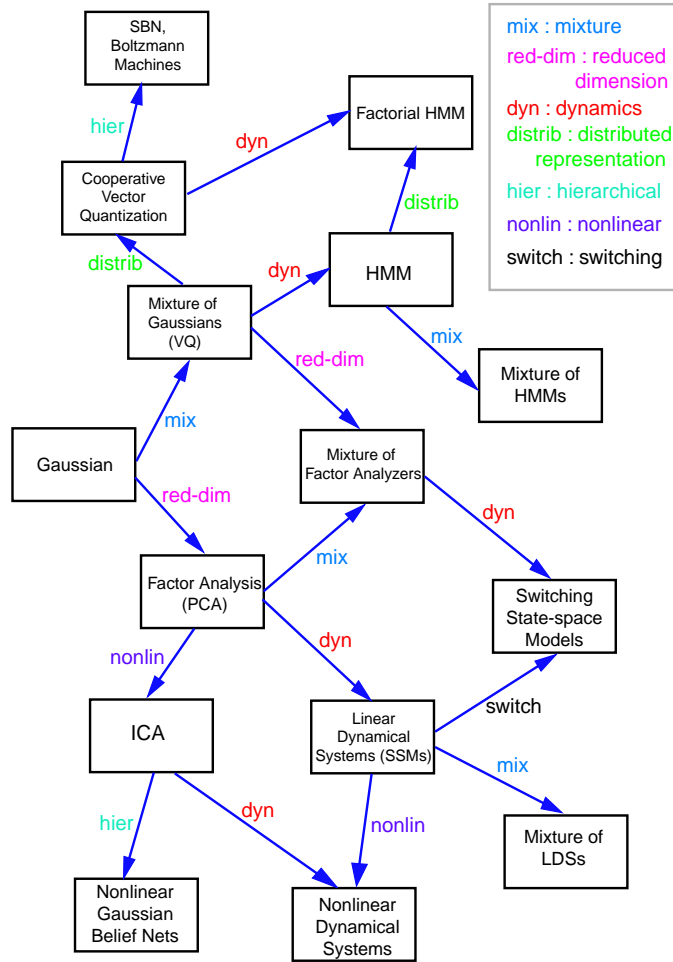 SBN,
Boltzmann
Machines
mix : mixture
red-dim : reduced
dimension
dyn : dynamics
distrib : distributed
representation
hier : hierarchical
nonlin : nonlinear
switch : switching
hier
dyn
Factorial HMM
Cooperative
Vector
Quantization
distrib
distrib
dyn
HMM
Mixture of
Gaussians
(VQ)
red-dim
mix
Mixture of
HMMs
mix
Gaussian
Mixture of
Factor Analyzers
red-dim
dyn
mix
Factor Analysis
(PCA)
Switching
State-space
Models
nonlin
dyn
switch
ICA
Linear
Dynamical
Systems (SSMs)
mix
hier
dyn
nonlin
Mixture of
LDSs
Nonlinear
Gaussian
Belief Nets
Nonlinear
Dynamical
Systems